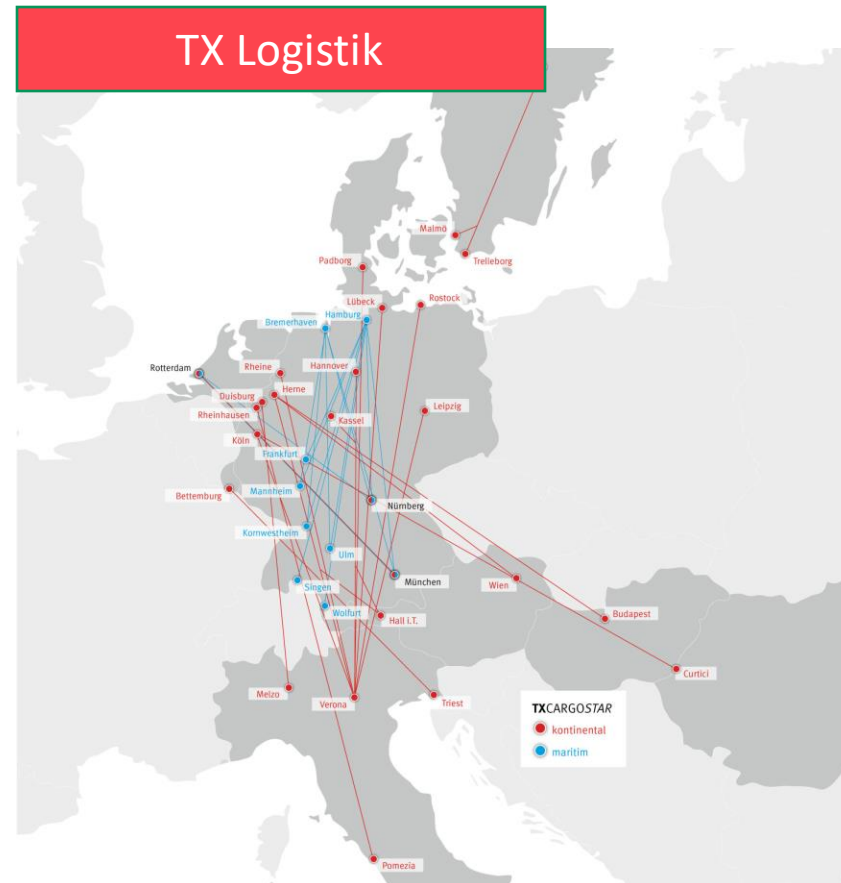 TX Logistik
Malmö
Trelleborg
Padborg
Lübeck
Rostock
Hamburg
Bremerhaven
Rotterdam
Rheine
Hannover
Herne
Duisburg
Rheinhausen
Kassel
Leipzig
Köln
Frankfurt
Bettemburg
Mannheim
Nürnberg
Kornwestheim
Ulm
München
Wien
Singen
Wolfurt
Hall i.T.
Budapest
Curtici
Melzo
Verona
Triest
TXCARGOSTAR
kontinental
maritim
Pomezia